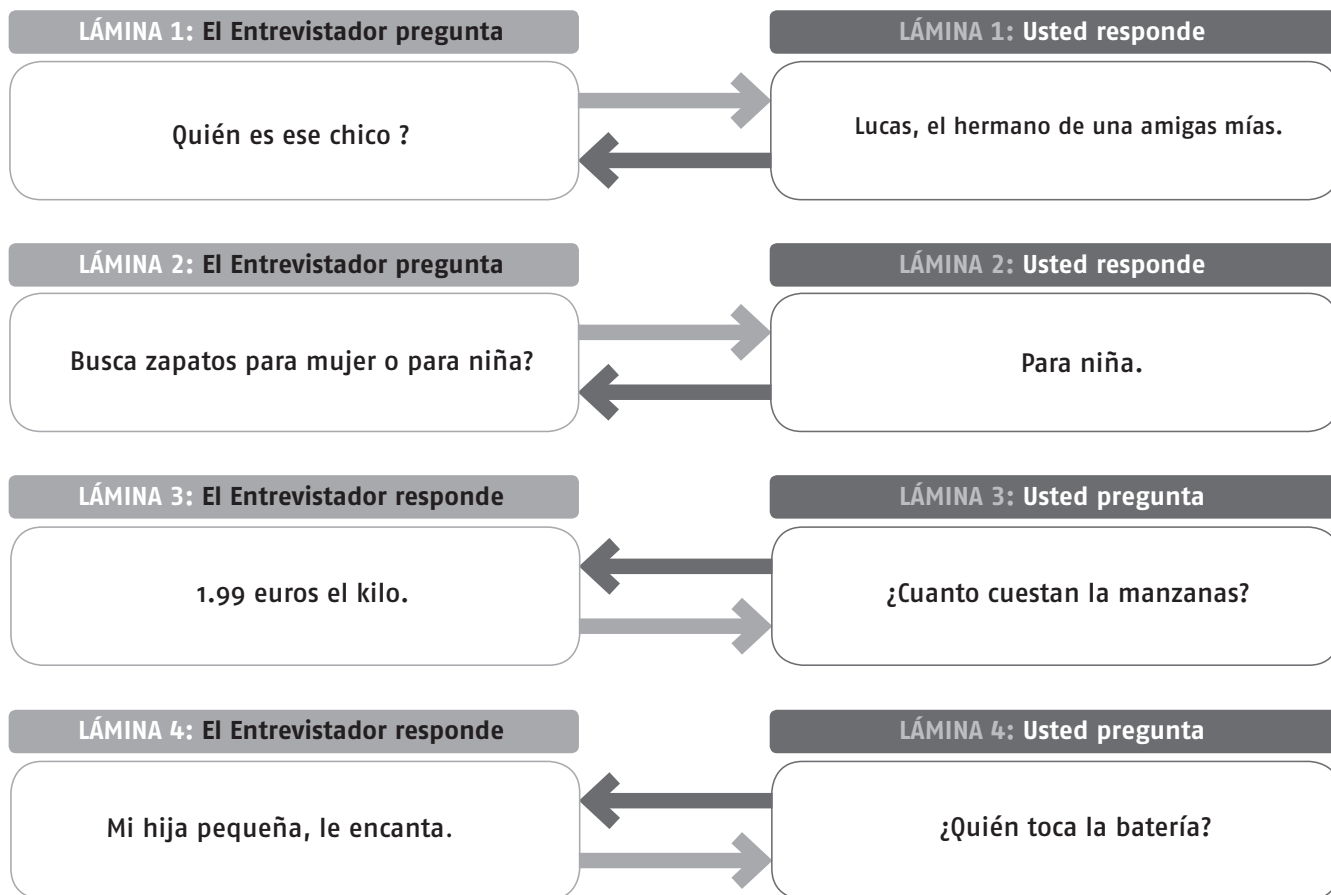 LÁMINA 1: El Entrevistador pregunta
LÁMINA 1: Usted responde
Quién es ese chico ?
Lucas, el hermano de una amigas mías.
LÁMINA 2: El Entrevistador pregunta
LÁMINA 2: Usted responde
Busca zapatos para mujer o para niña?
Para niña.
LÁMINA 3: El Entrevistador responde
LÁMINA 3: Usted pregunta
1.99 euros el kilo.
¿Cuanto cuestan la manzanas?
LÁMINA 4: El Entrevistador responde
LÁMINA 4: Usted pregunta
Mi hija pequeña, le encanta.
¿Quién toca la batería?